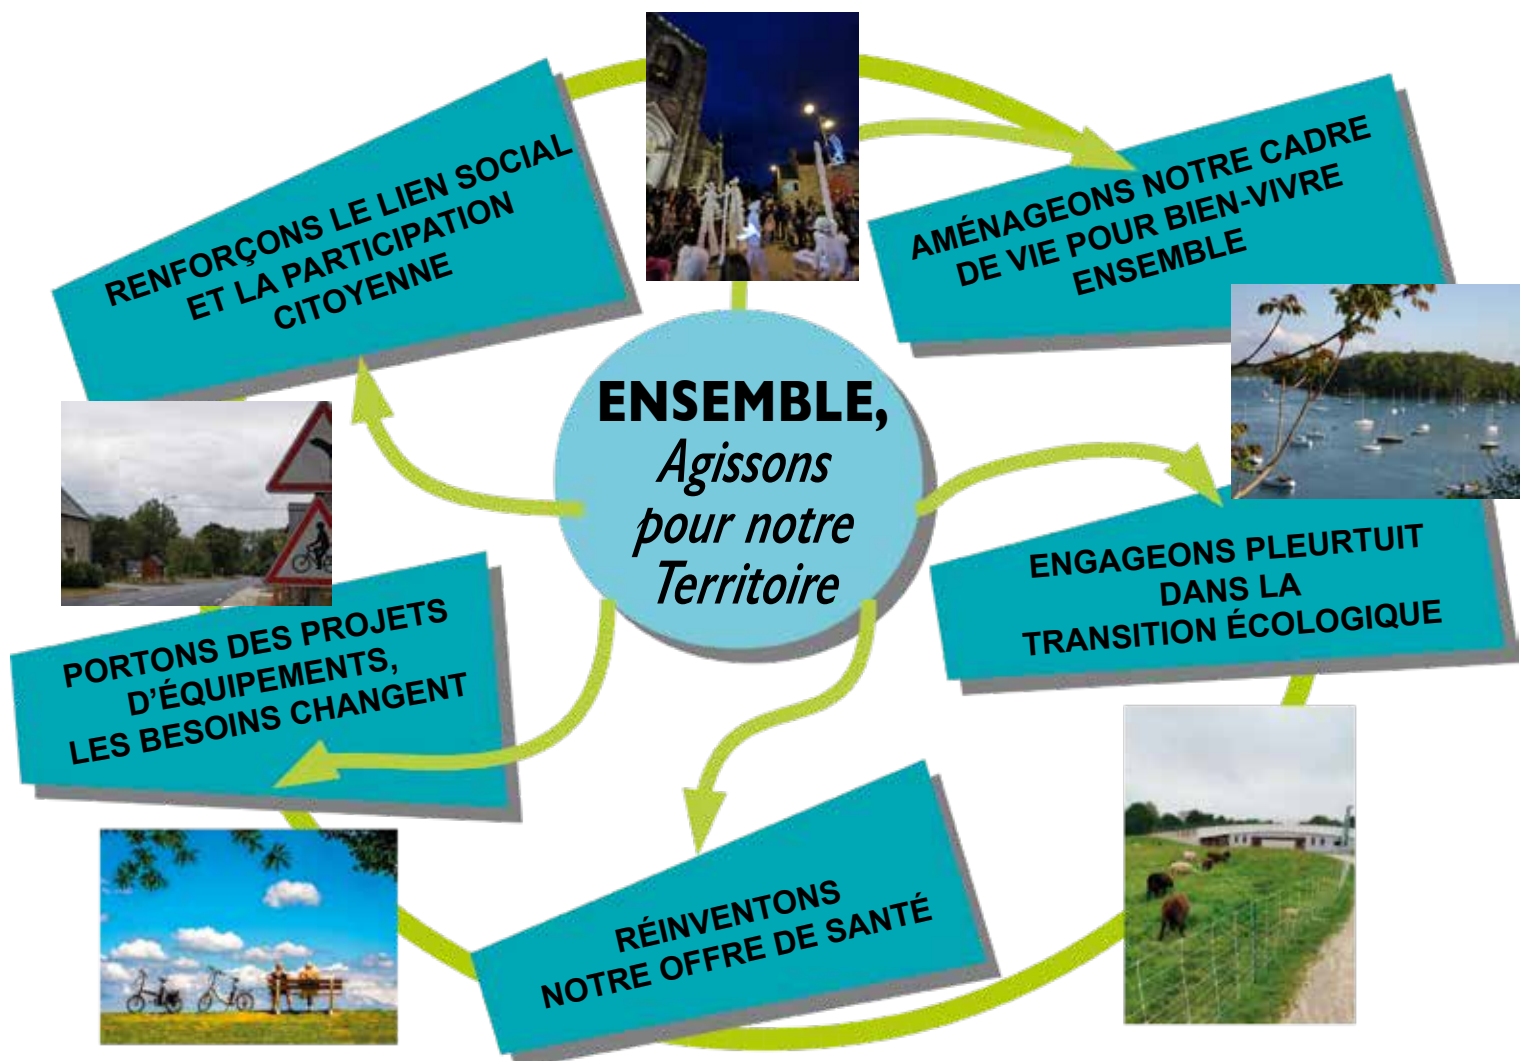 RENFORÇONS LE LIEN SOCIAL
ET LA PARTICIPATION
CITOYENNE
AMÉNAGEONS NOTRE CADRE
DE VIE POUR BIEN-VIVRE
ENSEMBLE
ENSEMBLE,
Agissons
pour notre
Territoire
ENGAGEONS PLEURTUIT
DANS LA
TRANSITION ÉCOLOGIQUE
PORTONS DES PROJETS
D’ÉQUIPEMENTS,
LES BESOINS CHANGENT
RÉINVENTONS
NOTRE OFFRE DE SANTÉ